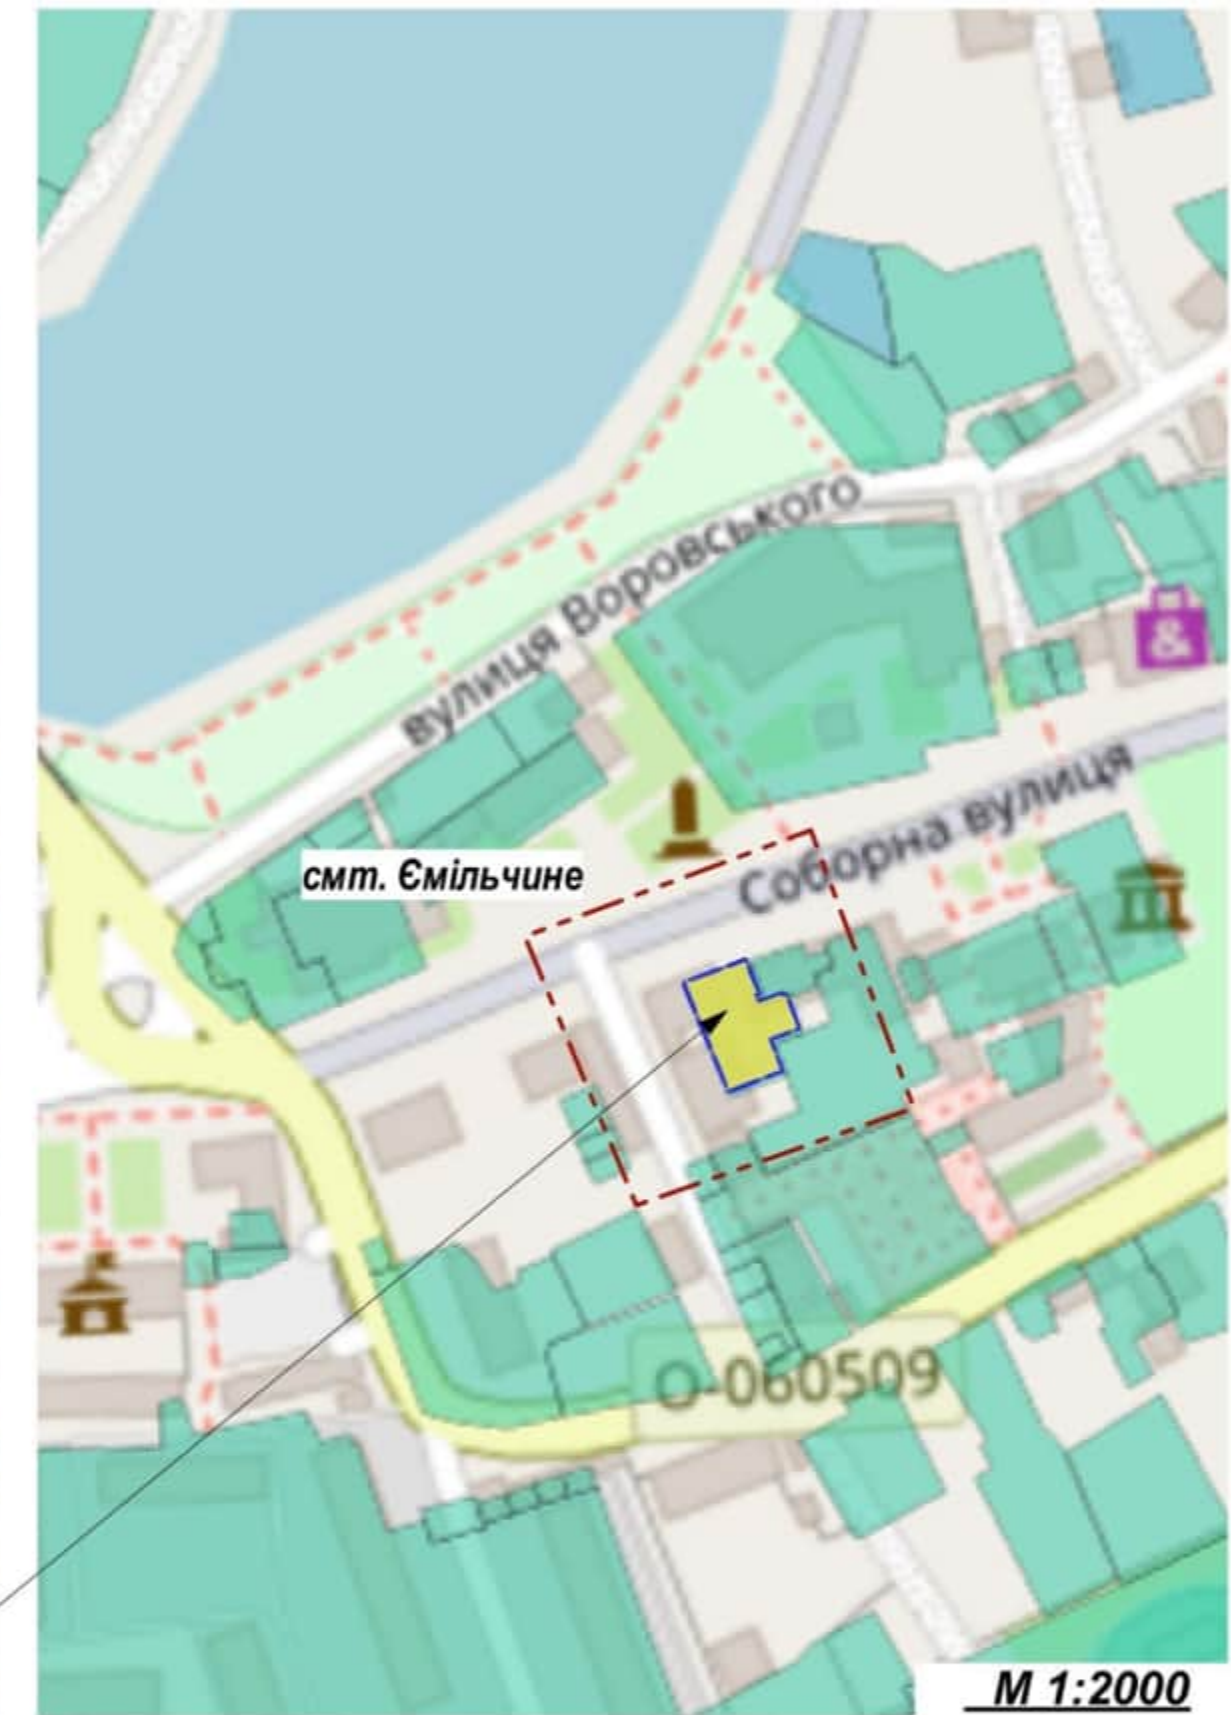 вулиця Воровського
&
Соборна вулиця
смт. Ємільчине
О-060509
М 1:2000